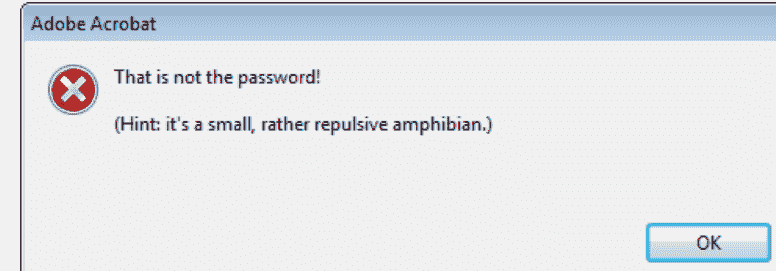 Adobe Acrobat
That is not the password!
(Hint: it's a small, rather repulsive amphibian.)
OK